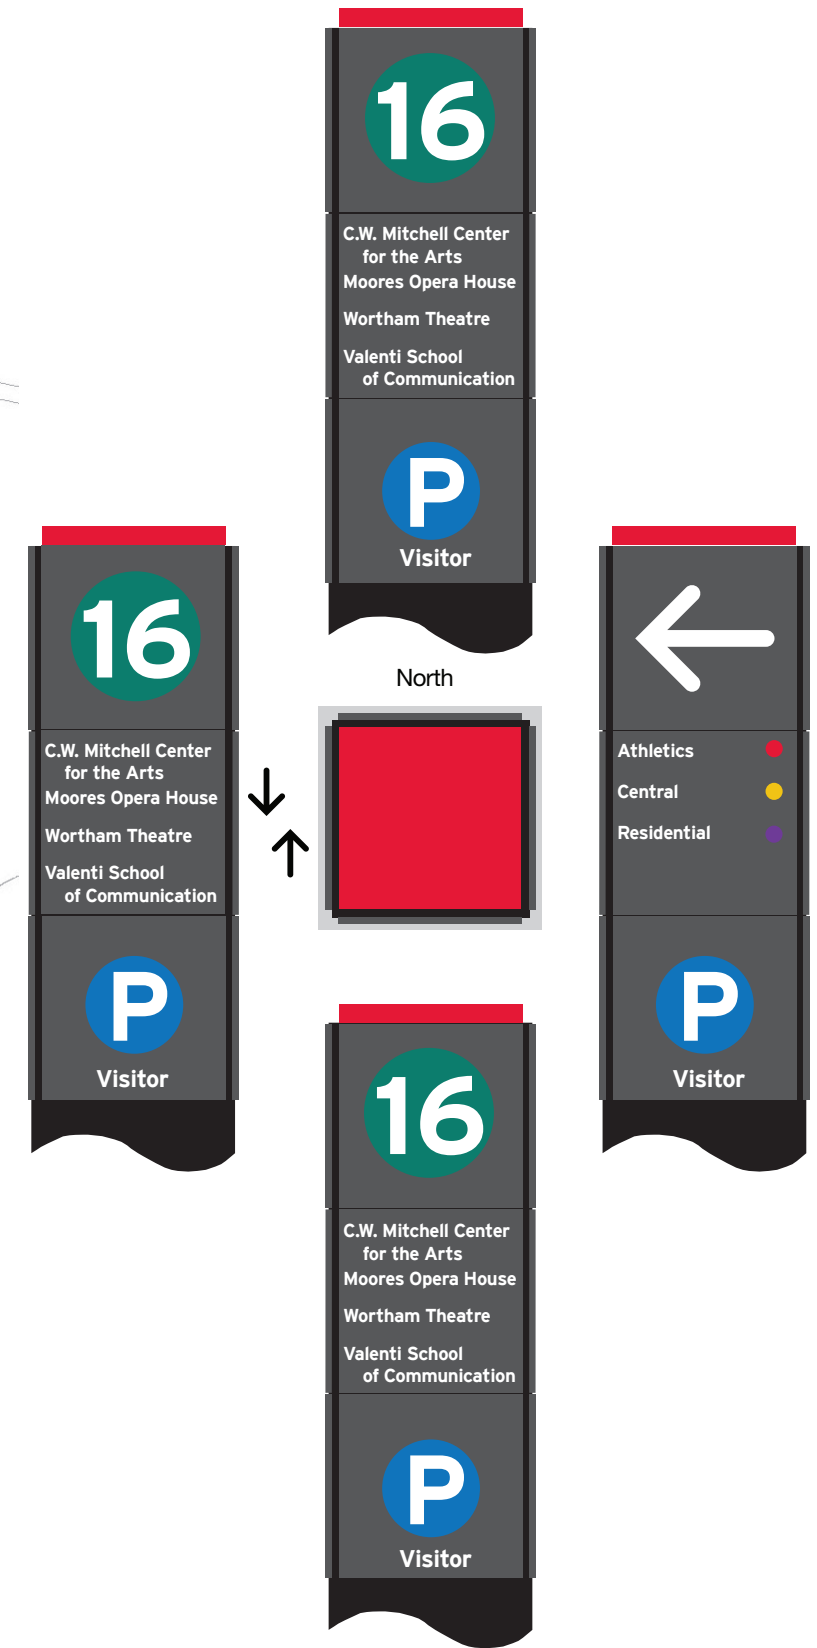 16
C.W. Mitchell Center
for the Arts
Moores Opera House
Wortham Theatre
Valenti School
of Communication
P
Visitor
North
16
C.W. Mitchell Center
for the Arts
Moores Opera House
Wortham Theatre
Valenti School
of Communication
P
Visitor
Athletics
Central
Residential
P
Visitor
16
C.W. Mitchell Center
for the Arts
Moores Opera House
Wortham Theatre
Valenti School
of Communication
P
Visitor